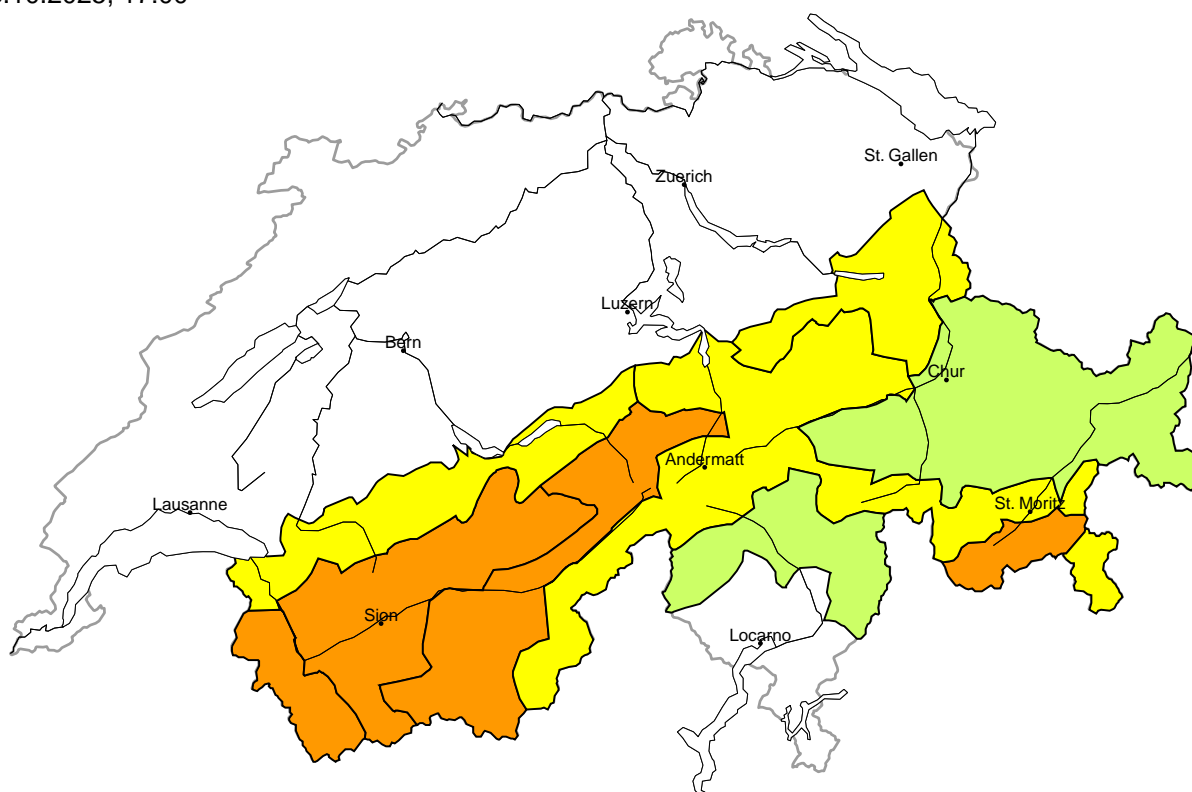 St. Gallen
Zuerich
Luzern
Bern
Chur
Andermatt
Lausanne
St. Moritz
Sion
Locarno